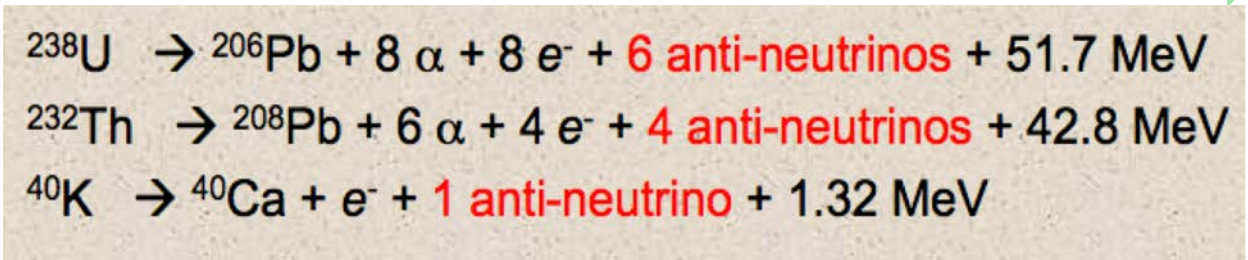 ²³⁸U → ²⁰⁶Pb + 8 α + 8 e⁻ + 6 anti-neutrinos + 51.7 MeV
²³²Th → ²⁰⁸Pb + 6 α + 4 e⁻ + 4 anti-neutrinos + 42.8 MeV
⁴⁰K → ⁴⁰Ca + e⁻ + 1 anti-neutrino + 1.32 MeV